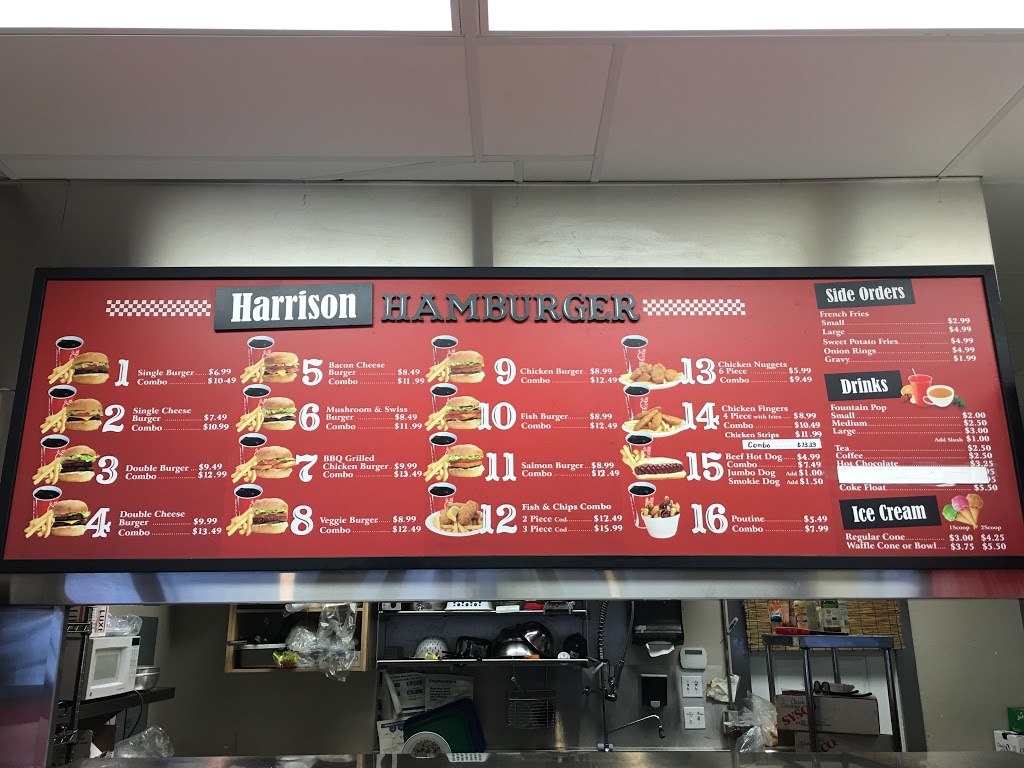 Harrison HAMBURGER
1 Single Burger ... $6.99
Combo ... $10.49
2 Single Cheese
Burger ... $7.49
Combo ... $10.99
3 Double Burger ... $9.49
Combo ... $12.99
4 Double Cheese
Burger ... $9.99
Combo ... $13.49
5 Bacon Cheese
Burger ... $8.49
Combo ... $11.99
6 Mushroom & Swiss
Burger ... $8.49
Combo ... $11.99
7 BBQ Grilled
Chicken Burger ... $9.99
Combo ... $13.49
8 Veggie Burger ... $8.99
Combo ... $12.49
9 Chicken Burger ... $8.99
Combo ... $12.49
10 Fish Burger ... $8.99
Combo ... $12.49
11 Salmon Burger ... $8.99
Combo ... $12.49
12 Fish & Chips Combo
2 Piece Cod ... $12.49
3 Piece Cod ... $15.99
13 Chicken Nuggets
6 Piece ... $5.99
Combo ... $9.49
14 Chicken Fingers
4 Piece with fries ... $8.99
Combo ... $10.49
Chicken Strips $11.99
Combo
15 Beef Hot Dog ... $4.99
Combo ... $7.49
Jumbo Dog Add $1.00
Smokie Dog Add $1.50
16 Poutine ... $5.49
Combo ... $7.99
Side Orders
French Fries
Small ... $2.99
Large ... $4.99
Sweet Potato Fries ... $4.99
Onion Rings ... $4.99
Gravy ... $1.99
Drinks
Fountain Pop
Small ... $2.00
Medium ... $2.50
Large ... $3.00
Add Slush $1.00
Tea ... $2.50
Coffee ... $2.50
Hot Chocolate ... $3.25
Coke Float ... $5.50
Ice Cream
1Scoop 2Scoop
Regular Cone ... $3.00 $4.25
Waffle Cone or Bowl ... $3.75 $5.50